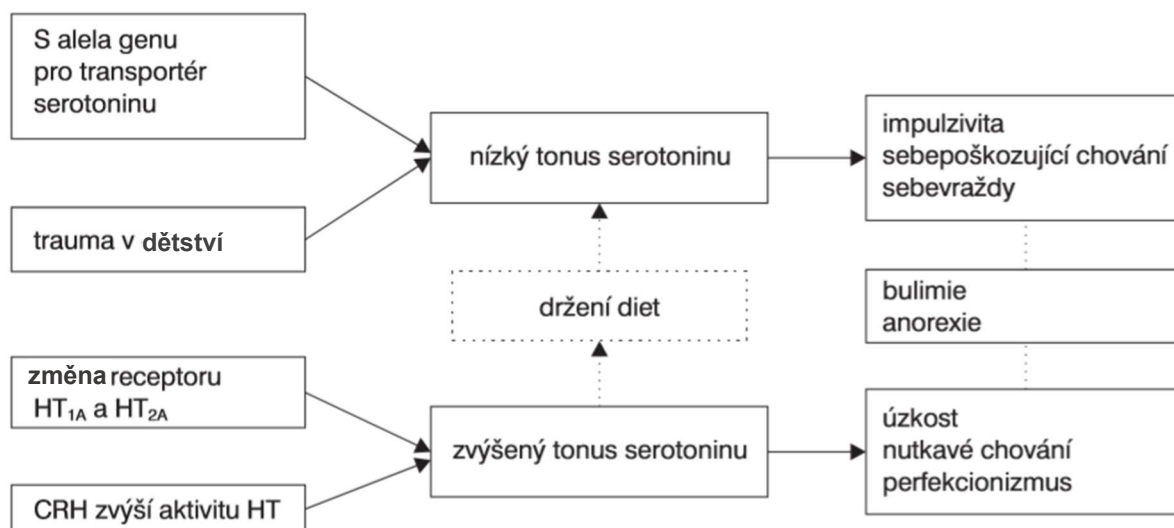 S alela genu
pro transportér
serotoninu
trauma v dětství
změna receptoru
HT1A a HT2A
CRH zvýší aktivitu HT
nízký tonus serotoninu
držení diet
zvýšený tonus serotoninu
impulzivita
sebepoškozující chování
sebevraždy
bulimie
anorexie
úzkost
nutkavé chování
perfekcionizmus